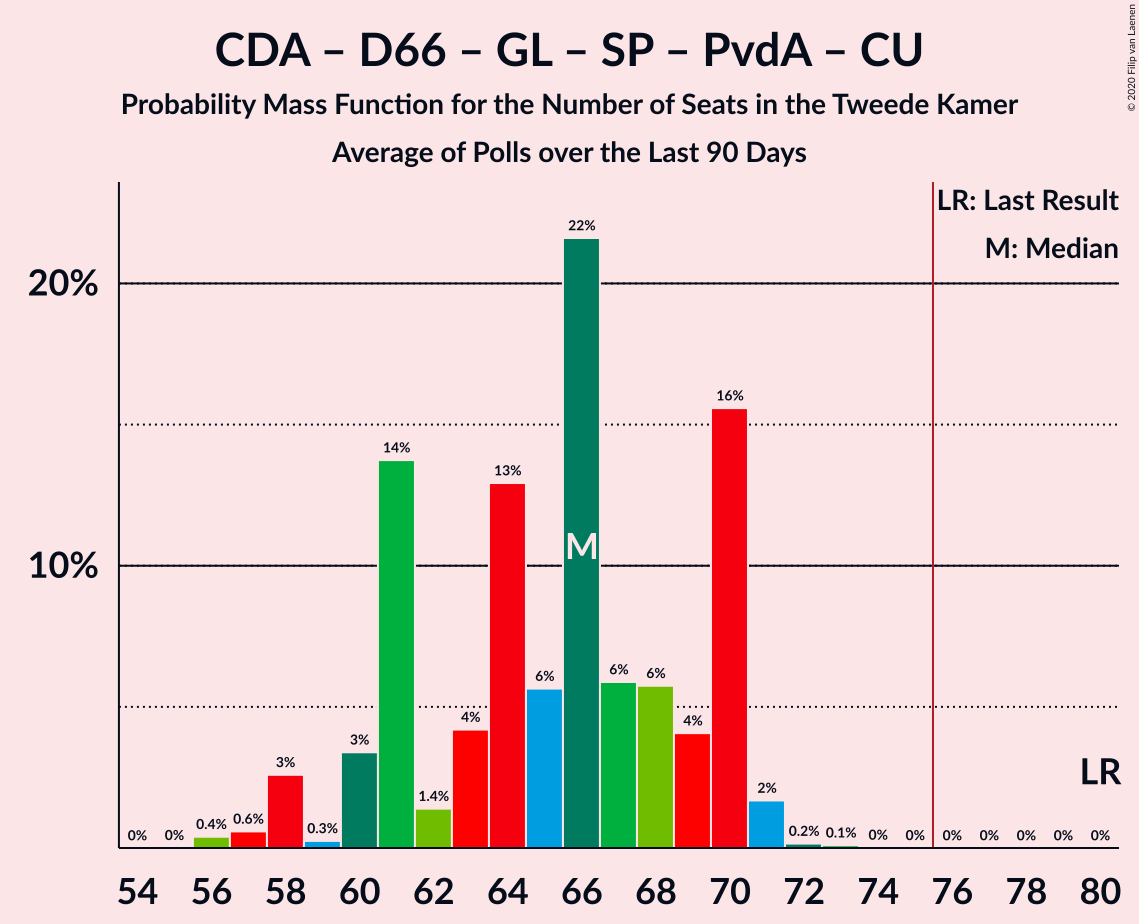 CDA – D66 – GL – SP – PvdA – CU
Probability Mass Function for the Number of Seats in the Tweede Kamer
Average of Polls over the Last 90 Days
© 2020 Filip van Laenen
LR: Last Result
M: Median
20%
10%
0% 0% 0.4% 0.6% 3% 0.3% 3% 14% 1.4% 4% 13% 6% 22% 6% 6% 4% 16% 2% 0.2% 0.1% 0% 0% 0% 0% 0% 0% 0%
M
LR
54 56 58 60 62 64 66 68 70 72 74 76 78 80